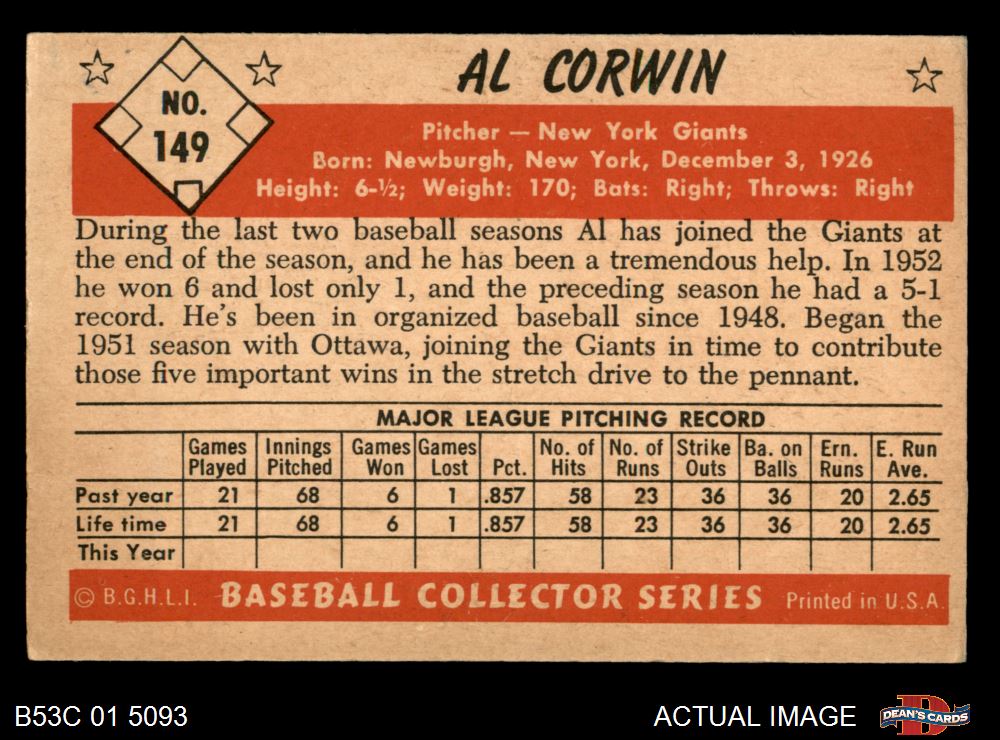 NO.
149
AL CORWIN
Pitcher — New York Giants
Born: Newburgh, New York, December 3, 1926
Height: 6-½; Weight: 170; Bats: Right; Throws: Right
During the last two baseball seasons Al has joined the Giants at
the end of the season, and he has been a tremendous help. In 1952
he won 6 and lost only 1, and the preceding season he had a 5-1
record. He's been in organized baseball since 1948. Began the
1951 season with Ottawa, joining the Giants in time to contribute
those five important wins in the stretch drive to the pennant.
MAJOR LEAGUE PITCHING RECORD
Games Innings Games Games No. of No. of Strike Ba. on Ern. E. Run
Played Pitched Won Lost Pct. Hits Runs Outs Balls Runs Ave.
Past year 21 68 6 1 .857 58 23 36 36 20 2.65
Life time 21 68 6 1 .857 58 23 36 36 20 2.65
This Year
© B.G.H.L.I. BASEBALL COLLECTOR SERIES Printed in U.S.A.
B53C 01 5093 ACTUAL IMAGE DEAN'S CARDS